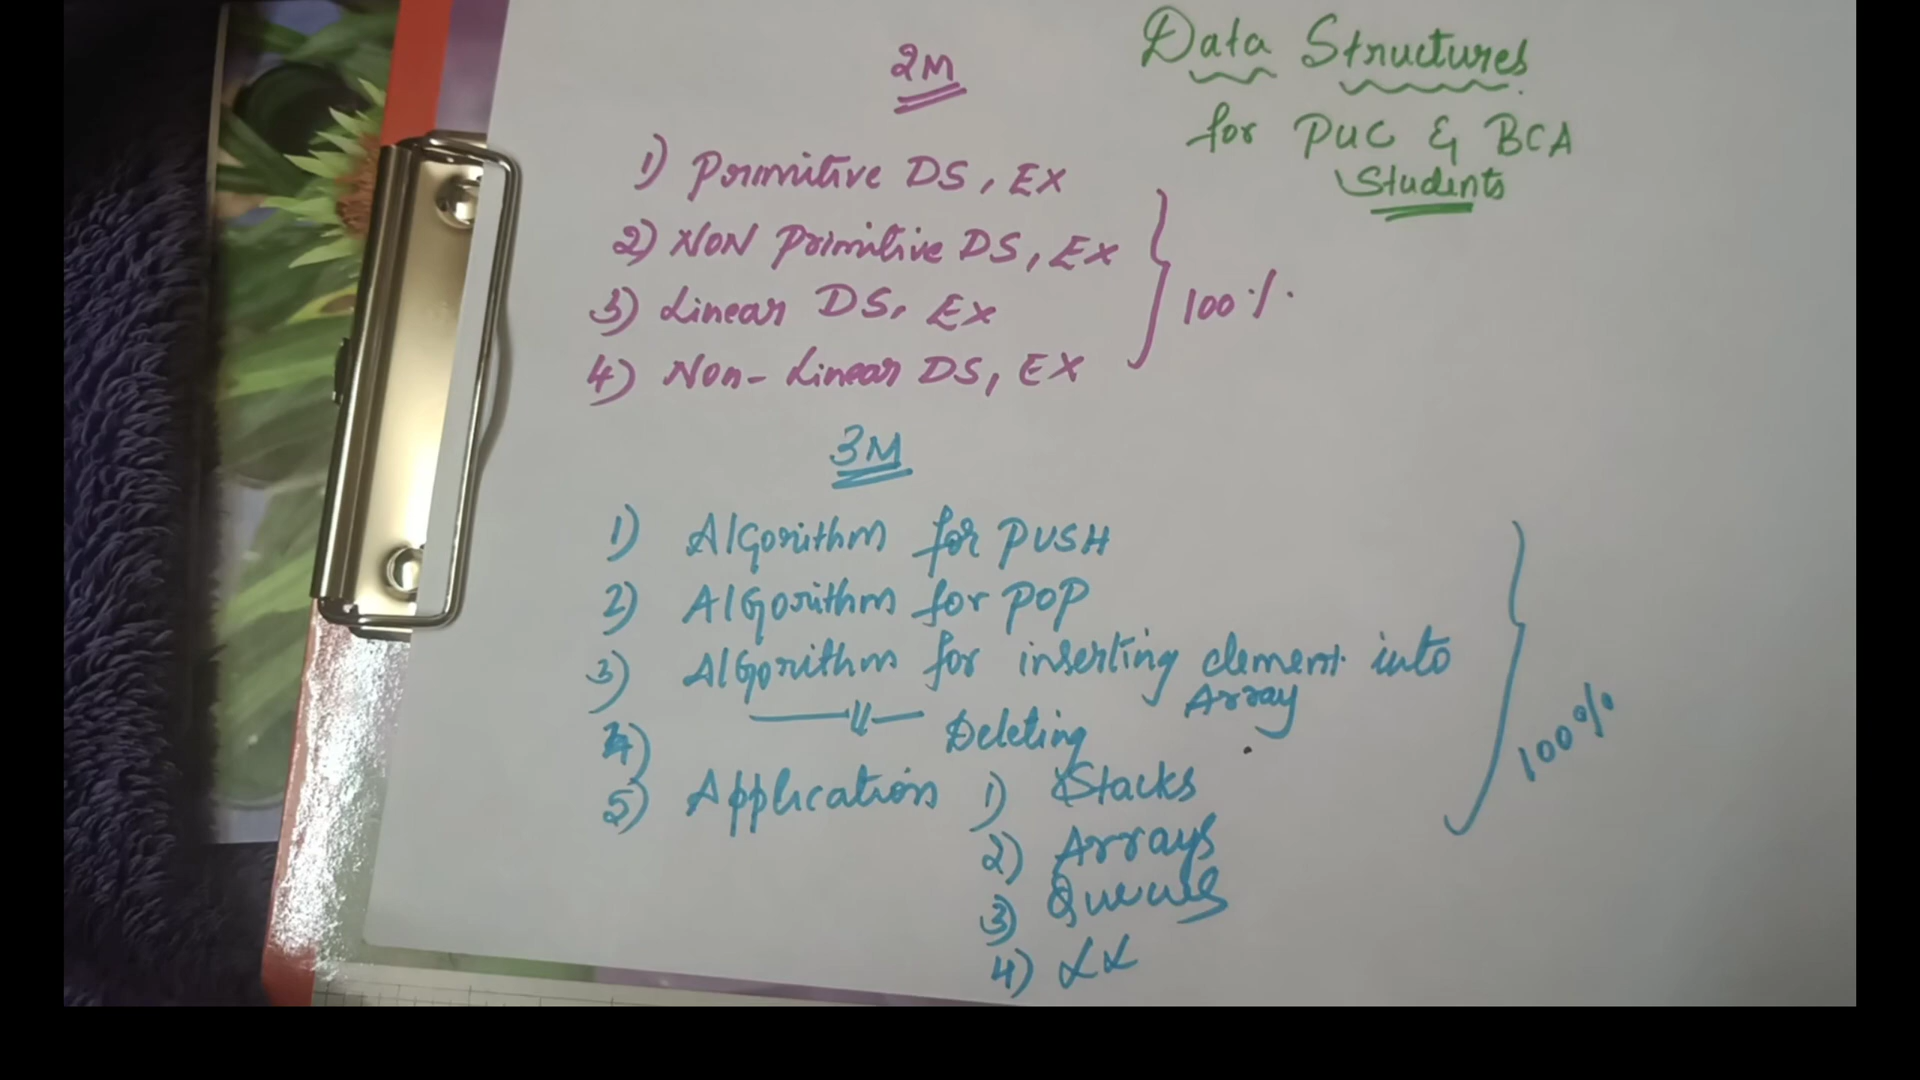 Data Structures
for PUC & BCA
Students
2M
1) Primitive DS, EX
2) NON Primitive DS, EX
3) Linear DS, EX
4) Non-Linear DS, EX
100%
3M
1) Algorithm for PUSH
2) Algorithm for POP
3) Algorithm for inserting element into
Array
4) —〃— Deleting
5) Application 1) Stacks
2) Arrays
3) Queues
4) LL
100%